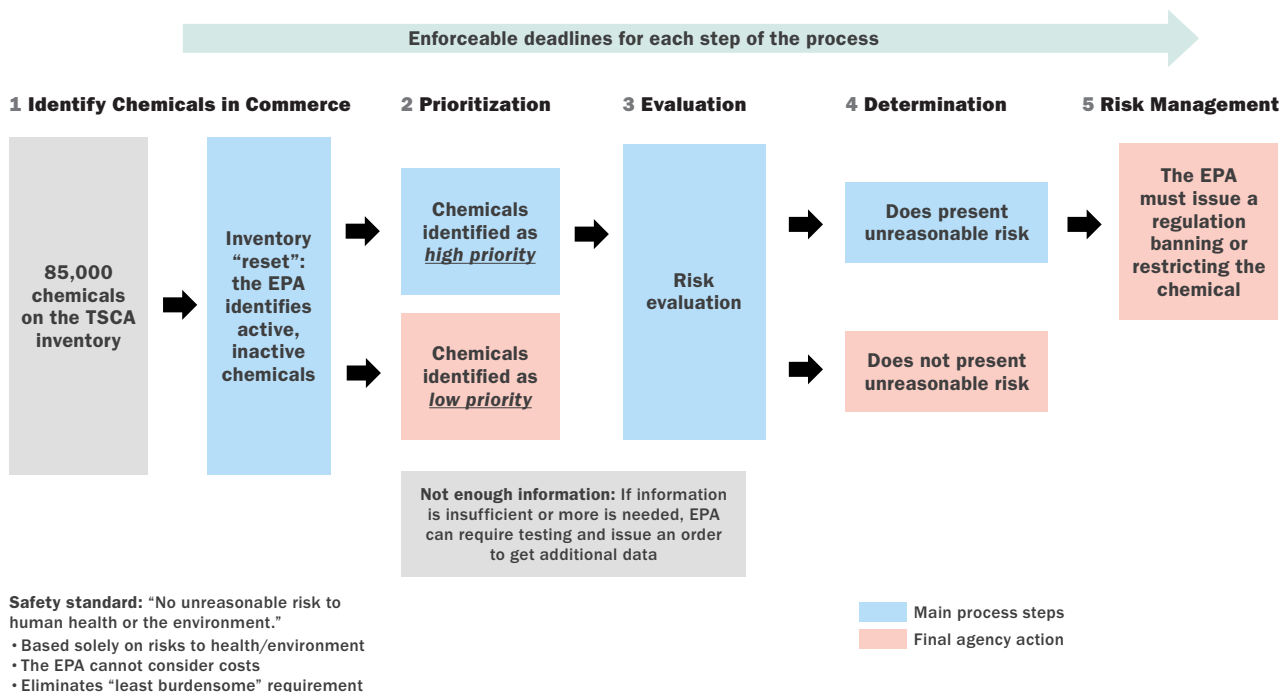 Enforceable deadlines for each step of the process
1 Identify Chemicals in Commerce
2 Prioritization
3 Evaluation
4 Determination
5 Risk Management
85,000
chemicals
on the TSCA
inventory
Inventory
“reset”:
the EPA
identifies
active,
inactive
chemicals
Chemicals
identified as
high priority
Chemicals
identified as
low priority
Risk
evaluation
Does present
unreasonable risk
Does not present
unreasonable risk
The EPA
must issue a
regulation
banning or
restricting the
chemical
Not enough information: If information
is insufficient or more is needed, EPA
can require testing and issue an order
to get additional data
Safety standard: “No unreasonable risk to
human health or the environment.”
• Based solely on risks to health/environment
• The EPA cannot consider costs
• Eliminates “least burdensome” requirement
Main process steps
Final agency action